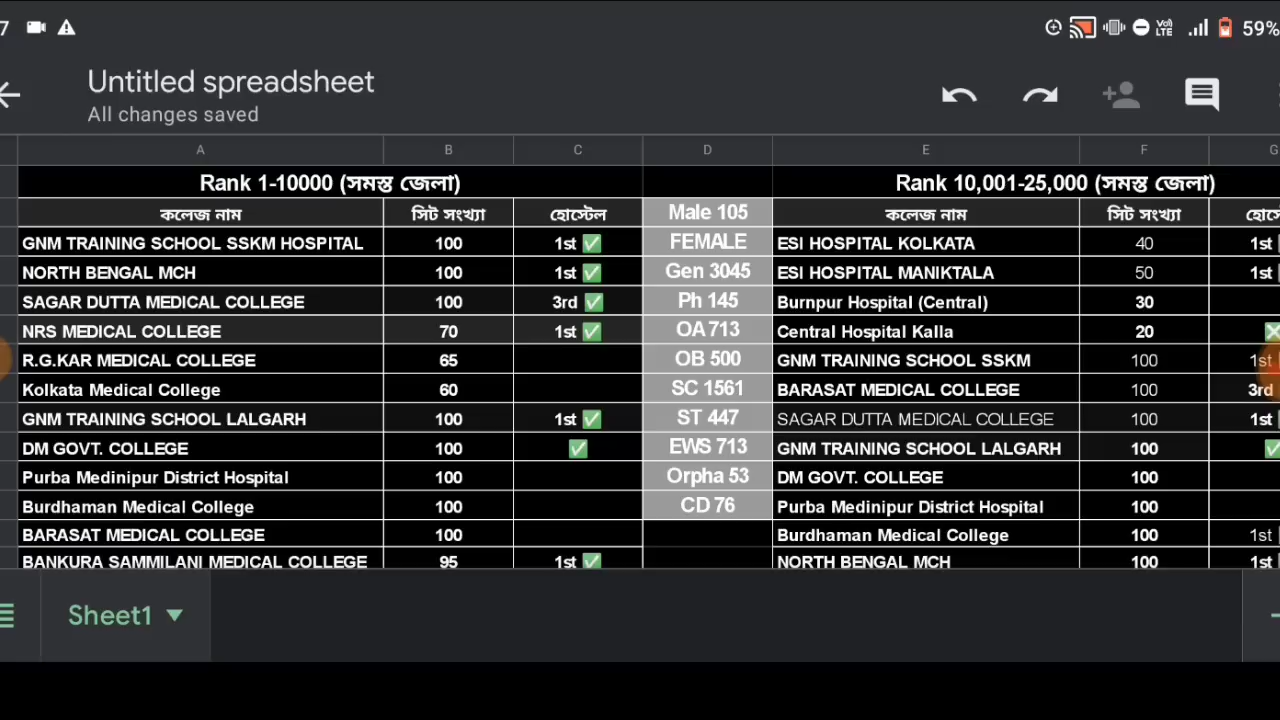 7 59%
Untitled spreadsheet
All changes saved
A B C D E F G
Rank 1-10000 (সমস্ত জেলা) Rank 10,001-25,000 (সমস্ত জেলা)
কলেজ নাম সিট সংখ্যা হোস্টেল Male 105 কলেজ নাম সিট সংখ্যা
GNM TRAINING SCHOOL SSKM HOSPITAL 100 1st ✅ FEMALE ESI HOSPITAL KOLKATA 40 1st
NORTH BENGAL MCH 100 1st ✅ Gen 3045 ESI HOSPITAL MANIKTALA 50 1st
SAGAR DUTTA MEDICAL COLLEGE 100 3rd ✅ Ph 145 Burnpur Hospital (Central) 30
NRS MEDICAL COLLEGE 70 1st ✅ OA 713 Central Hospital Kalla 20 ❎
R.G.KAR MEDICAL COLLEGE 65 OB 500 GNM TRAINING SCHOOL SSKM 100 1st
Kolkata Medical College 60 SC 1561 BARASAT MEDICAL COLLEGE 100 3rd
GNM TRAINING SCHOOL LALGARH 100 1st ✅ ST 447 SAGAR DUTTA MEDICAL COLLEGE 100 1st
DM GOVT. COLLEGE 100 ✅ EWS 713 GNM TRAINING SCHOOL LALGARH 100 ✅
Purba Medinipur District Hospital 100 Orpha 53 DM GOVT. COLLEGE 100
Burdhaman Medical College 100 CD 76 Purba Medinipur District Hospital 100
BARASAT MEDICAL COLLEGE 100 Burdhaman Medical College 100 1st
BANKURA SAMMILANI MEDICAL COLLEGE 95 1st ✅ NORTH BENGAL MCH 100 1st
Sheet1